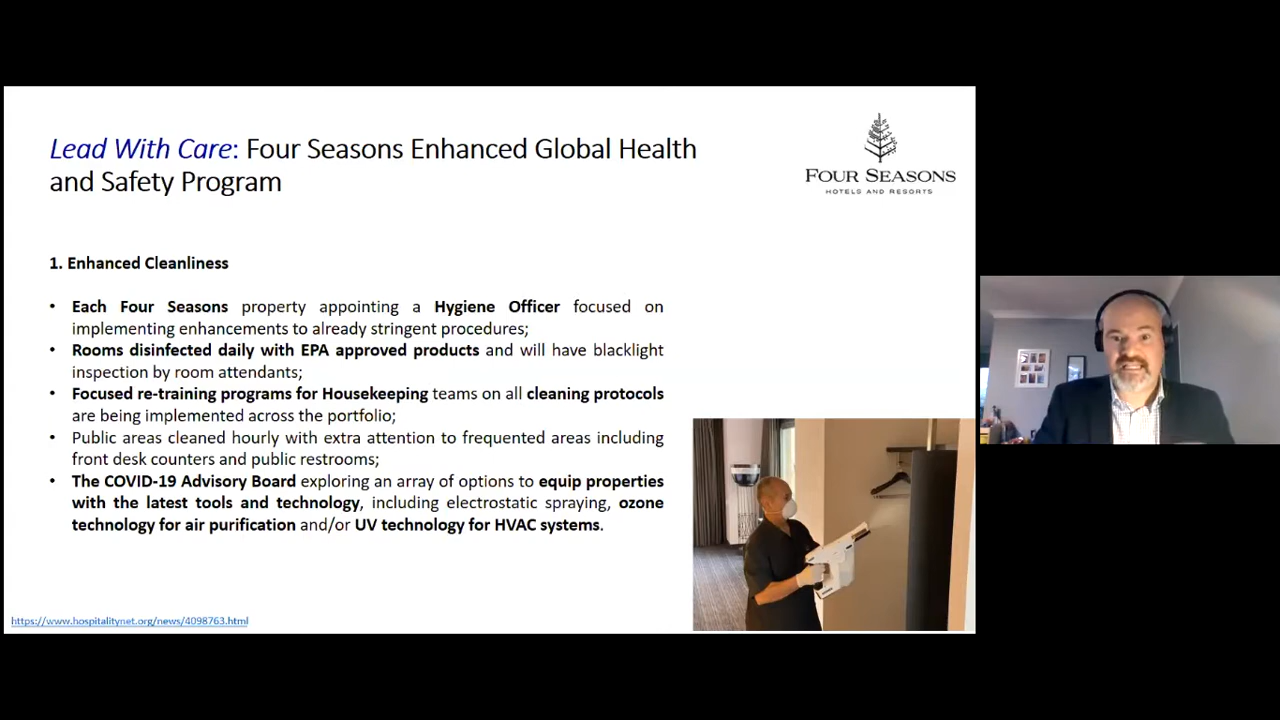 Lead With Care: Four Seasons Enhanced Global Health
and Safety Program
FOUR SEASONS
HOTELS AND RESORTS
1. Enhanced Cleanliness
• Each Four Seasons property appointing a Hygiene Officer focused on
implementing enhancements to already stringent procedures;
• Rooms disinfected daily with EPA approved products and will have blacklight
inspection by room attendants;
• Focused re-training programs for Housekeeping teams on all cleaning protocols
are being implemented across the portfolio;
• Public areas cleaned hourly with extra attention to frequented areas including
front desk counters and public restrooms;
• The COVID-19 Advisory Board exploring an array of options to equip properties
with the latest tools and technology, including electrostatic spraying, ozone
technology for air purification and/or UV technology for HVAC systems.
https://www.hospitalitynet.org/news/4098763.html